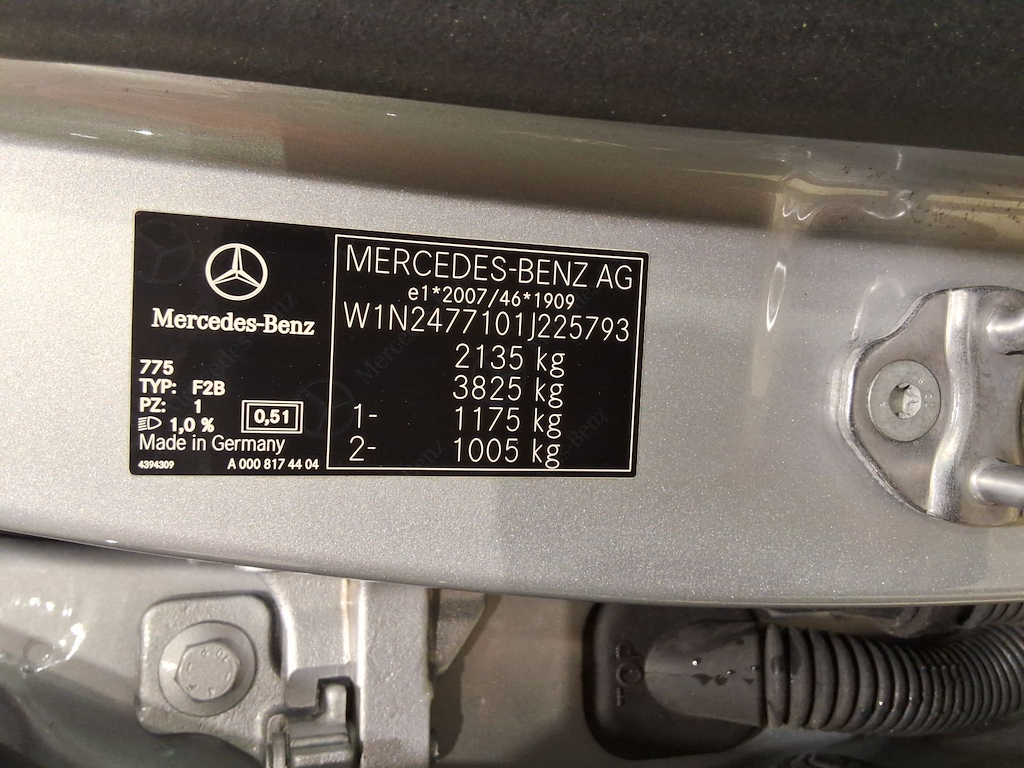 Mercedes-Benz
775
TYP: F2B
PZ: 1
1,0 %
0,51
Made in Germany
4394309
A 000 817 44 04
MERCEDES-BENZ AG
e1*2007/46*1909
W1N2477101J225793
2135 kg
3825 kg
1- 1175 kg
2- 1005 kg
TOP